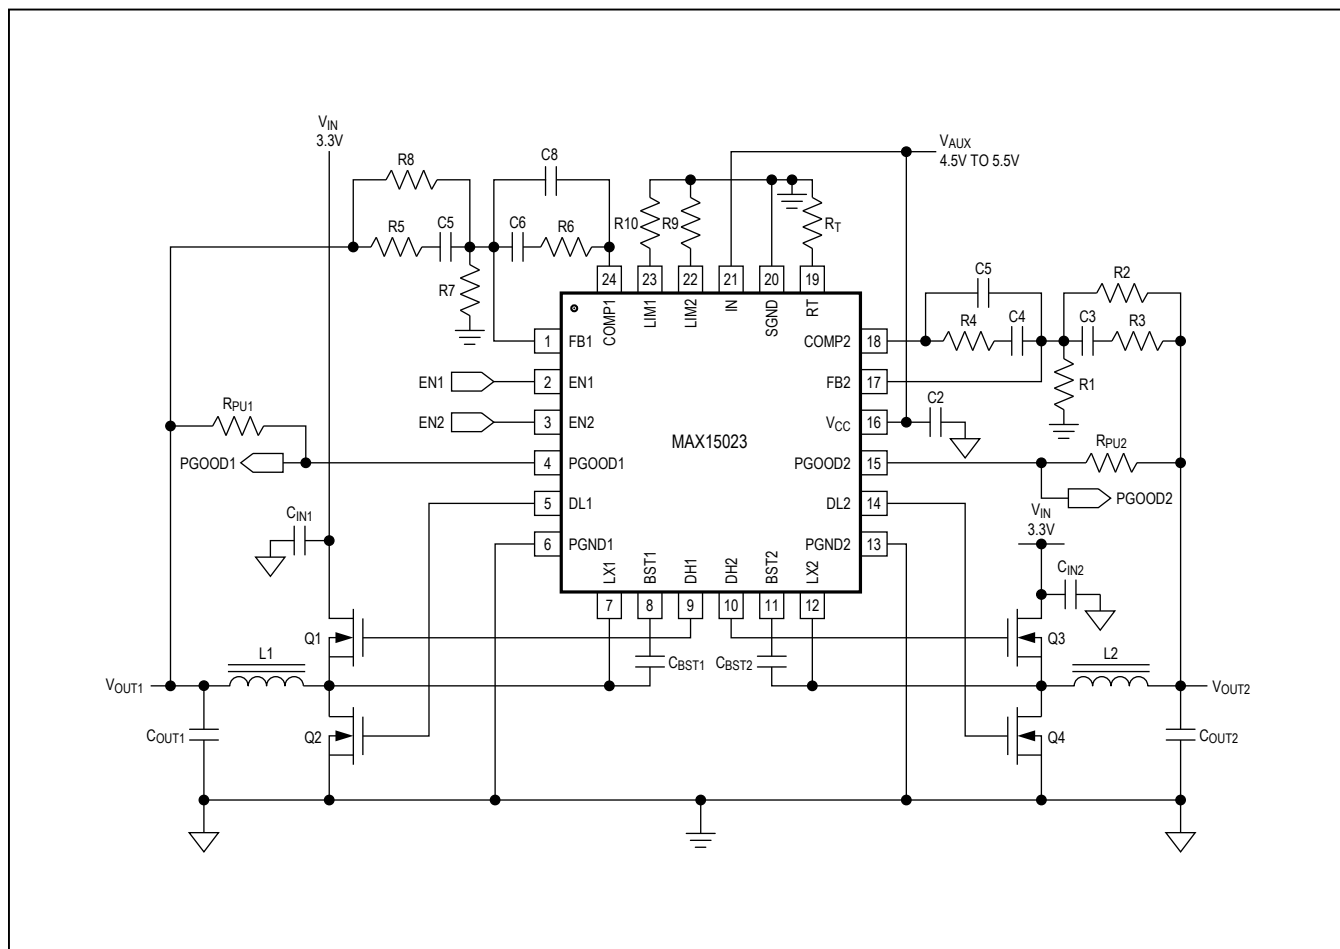 VIN
3.3V
R8
C8
VAUX
4.5V TO 5.5V
R5
C5
C6
R6
R10
R9
RT
R7
24
23
22
21
20
19
COMP1
LIM1
LIM2
IN
SGND
RT
C5
R2
R4
C4
C3
R3
R1
1
FB1
COMP2
18
EN1
2
EN1
FB2
17
EN2
3
EN2
VCC
16
C2
MAX15023
RPU1
PGOOD1
4
PGOOD1
PGOOD2
15
RPU2
PGOOD2
5
DL1
DL2
14
VIN
3.3V
CIN1
6
PGND1
PGND2
13
CIN2
LX1
BST1
DH1
DH2
BST2
LX2
7
8
9
10
11
12
Q1
Q3
L1
CBST1
CBST2
L2
VOUT1
VOUT2
COUT1
Q2
Q4
COUT2